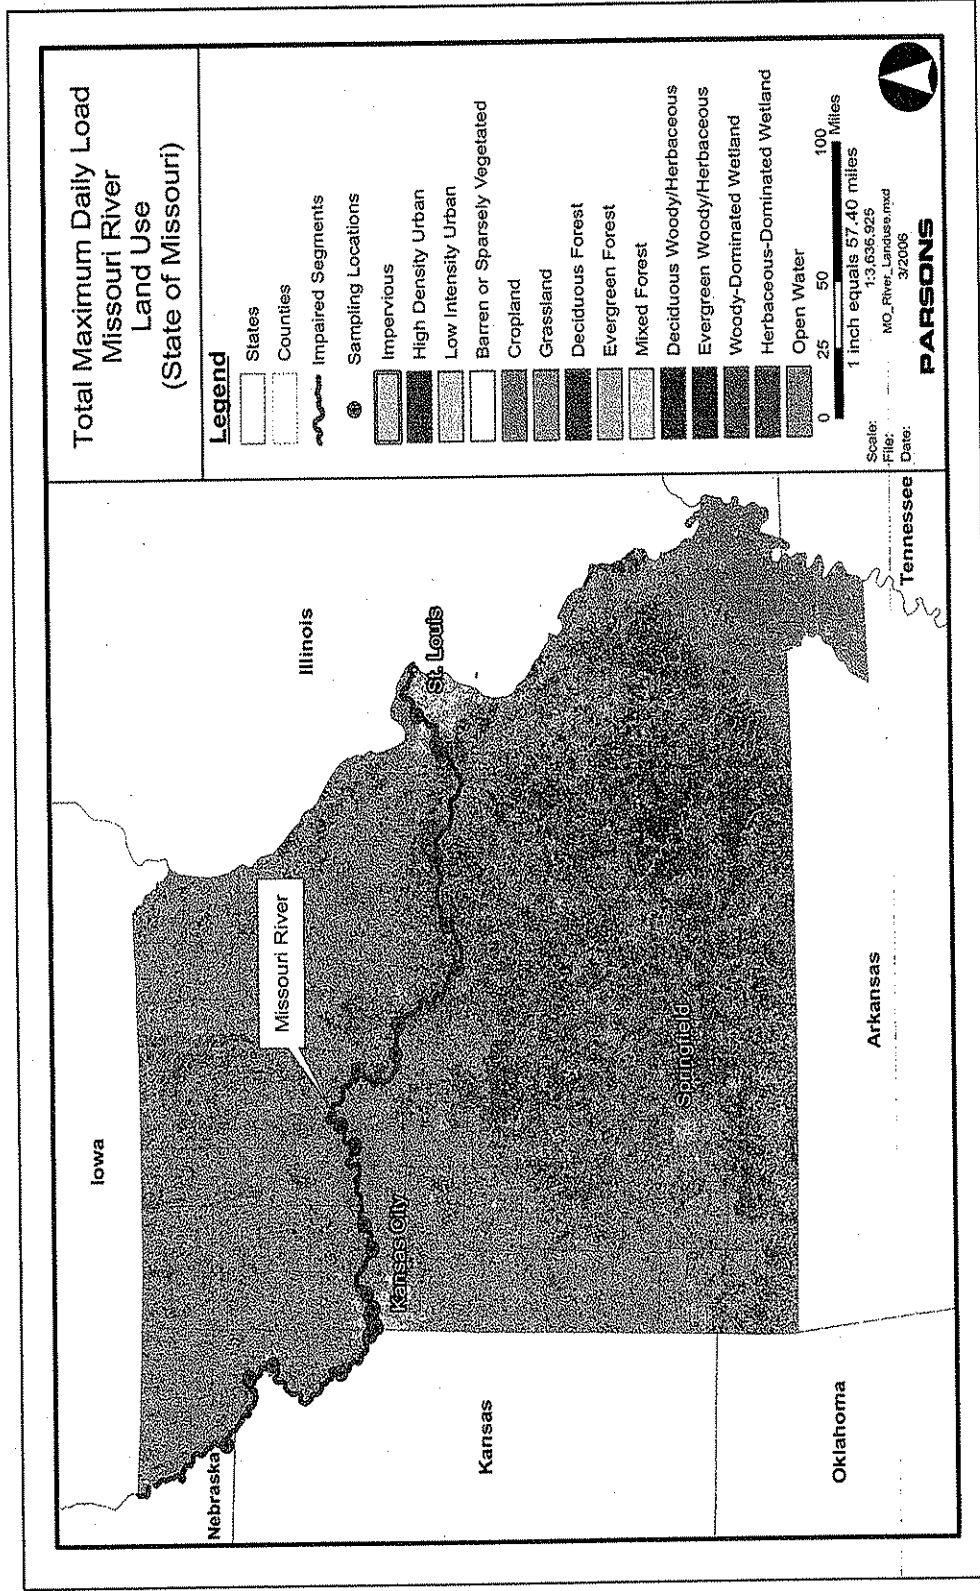 Total Maximum Daily Load
Missouri River
Land Use
(State of Missouri)
Legend
States
Counties
Impaired Segments
Sampling Locations
Impervious
High Density Urban
Low Intensity Urban
Barren or Sparsely Vegetated
Cropland
Grassland
Deciduous Forest
Evergreen Forest
Mixed Forest
Deciduous Woody/Herbaceous
Evergreen Woody/Herbaceous
Woody-Dominated Wetland
Herbaceous-Dominated Wetland
Open Water
0 25 50 100
Miles
1 inch equals 57.40 miles
Scale: 1:3,636,925
File: MO_River_Landuse.mxd
Date: 3/2006
PARSONS
Iowa
Nebraska
Missouri River
Illinois
Kansas City
St. Louis
Kansas
Springfield
Oklahoma
Arkansas
Tennessee